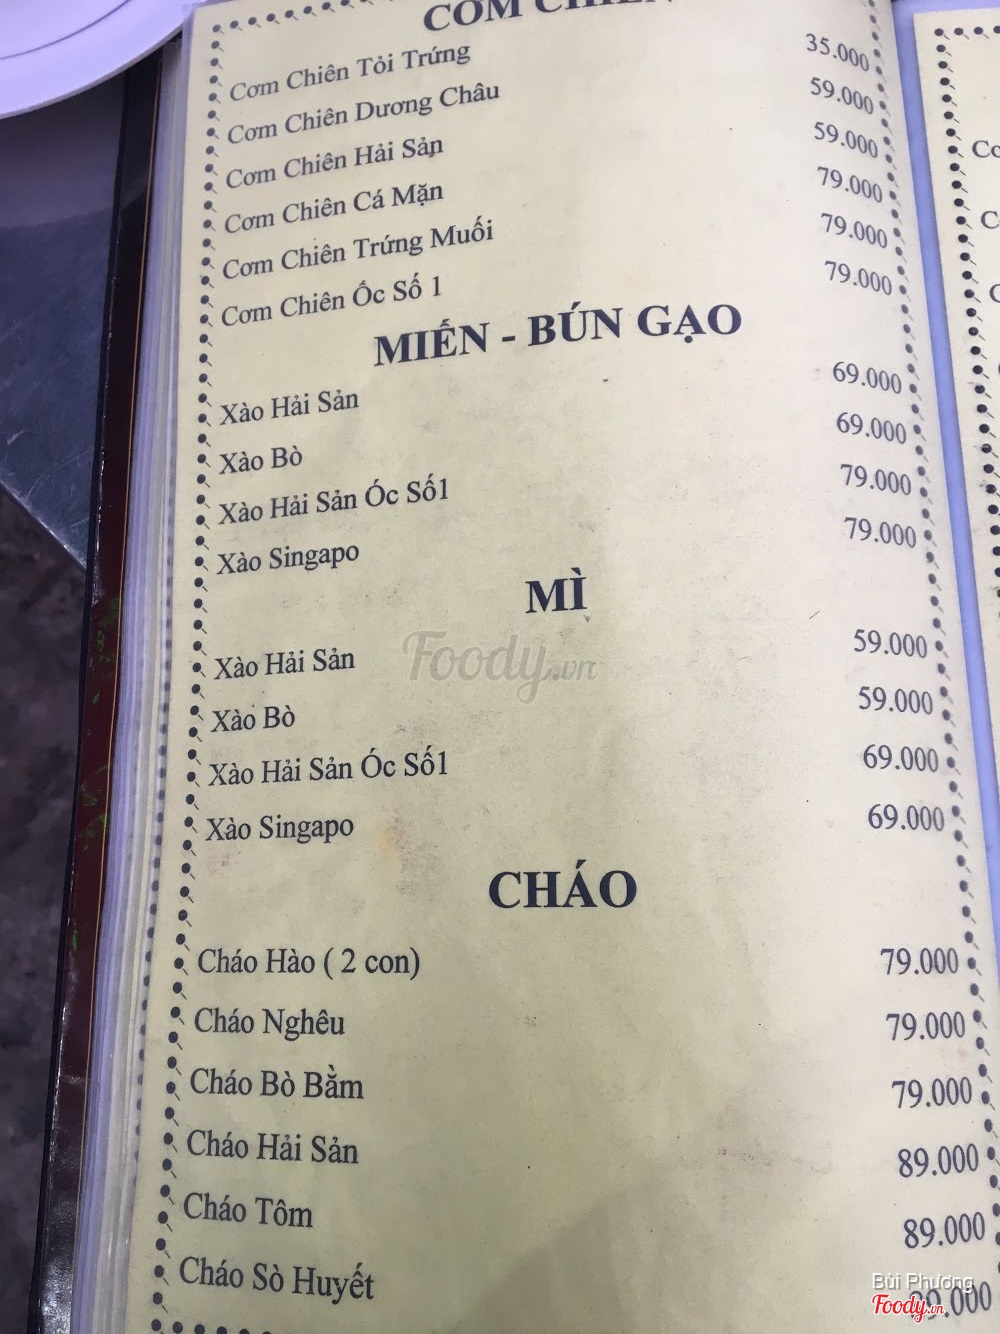 CƠM CHIÊN
Cơm Chiên Tỏi Trứng 35.000
Cơm Chiên Dương Châu 59.000
Cơm Chiên Hải Sản 59.000
Cơm Chiên Cá Mặn 79.000
Cơm Chiên Trứng Muối 79.000
Cơm Chiên Ốc Số 1 79.000
MIẾN - BÚN GẠO
Xào Hải Sản 69.000
Xào Bò 69.000
Xào Hải Sản Óc Số1 79.000
Xào Singapo 79.000
MÌ
Xào Hải Sản 59.000
Xào Bò 59.000
Xào Hải Sản Óc Số1 69.000
Xào Singapo 69.000
CHÁO
Cháo Hào ( 2 con) 79.000
Cháo Nghêu 79.000
Cháo Bò Bằm 79.000
Cháo Hải Sản 89.000
Cháo Tôm 89.000
Cháo Sò Huyết
Foody.vn
Bùi Phương
Foody.vn